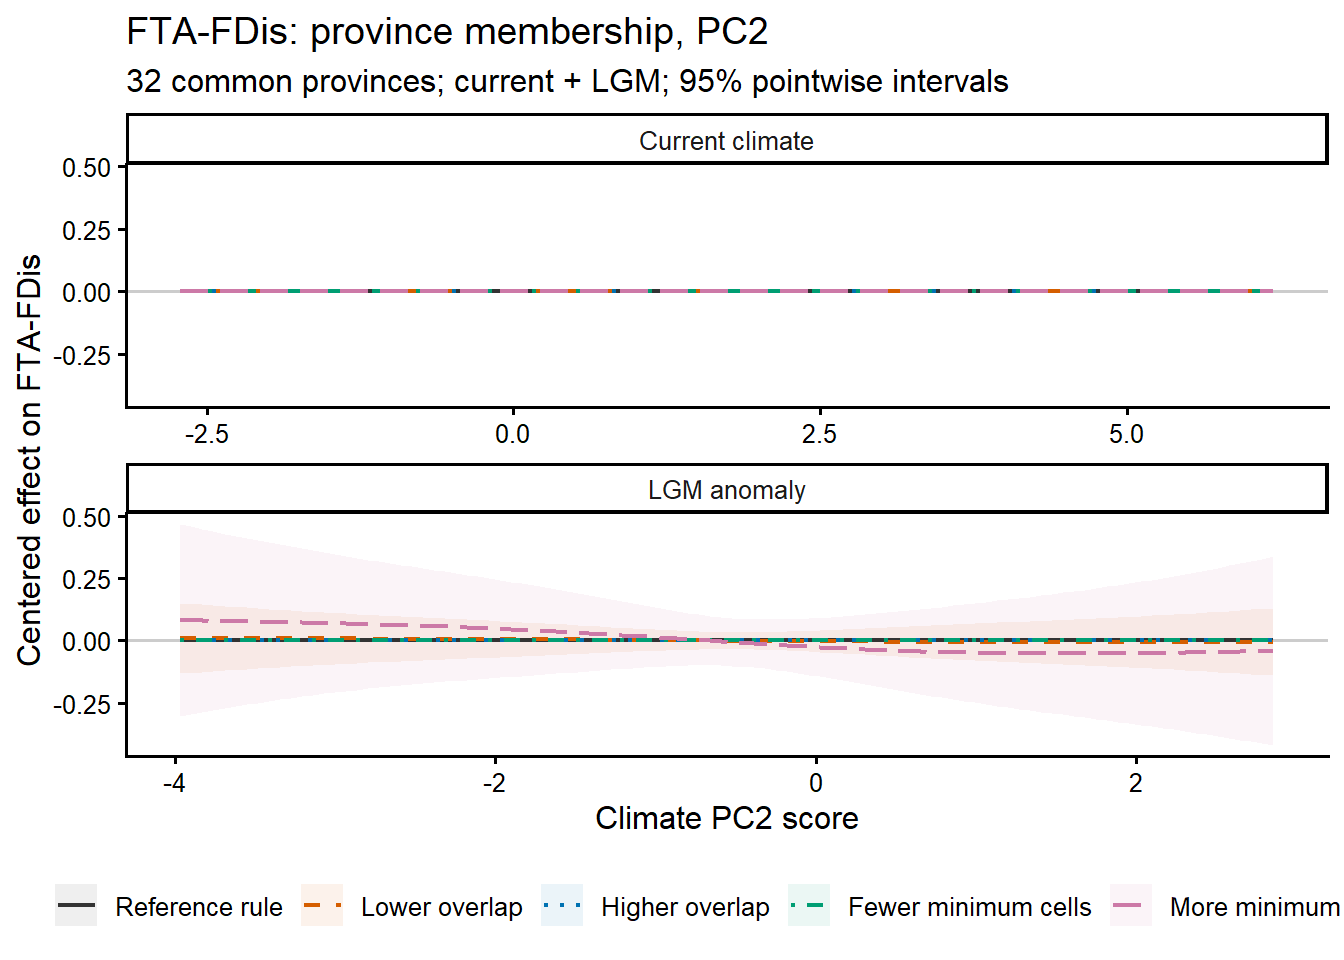 FTA-FDis: province membership, PC2
32 common provinces; current + LGM; 95% pointwise intervals
Current climate
0.50
0.25
0.00
-0.25
-2.5 0.0 2.5 5.0
LGM anomaly
0.50
0.25
0.00
-0.25
-4 -2 0 2
Centered effect on FTA-FDis
Climate PC2 score
Reference rule Lower overlap Higher overlap Fewer minimum cells More minimum